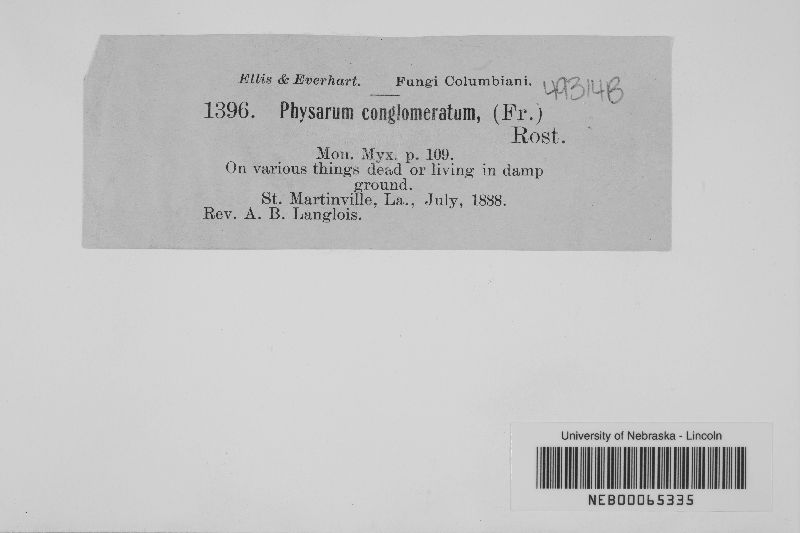 Ellis & Everhart. Fungi Columbiani. 49314B
1396. Physarum conglomeratum, (Fr.)
Rost.
Mon. Myx. p. 109.
On various things dead or living in damp
ground.
St. Martinville, La., July, 1888.
Rev. A. B. Langlois.
University of Nebraska - Lincoln
NEB00065335